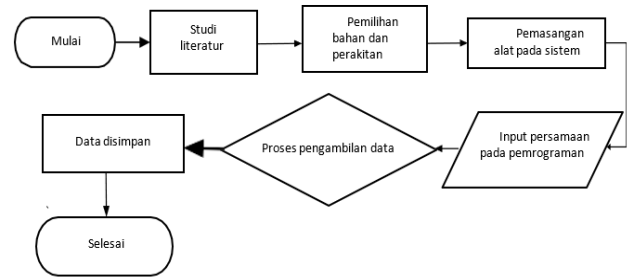 Mulai
Studi
literatur
Pemilihan
bahan dan
perakitan
Pemasangan
alat pada sistem
Input persamaan
pada pemrograman
Proses pengambilan data
Data disimpan
Selesai